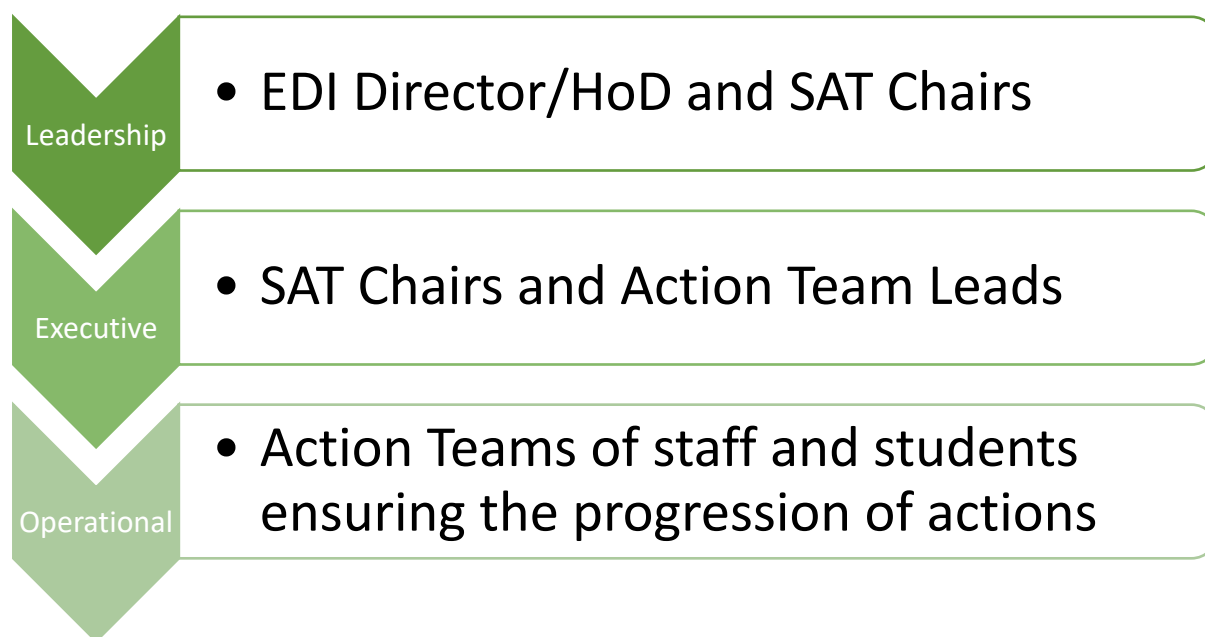 Leadership
• EDI Director/HoD and SAT Chairs
Executive
• SAT Chairs and Action Team Leads
Operational
• Action Teams of staff and students
ensuring the progression of actions